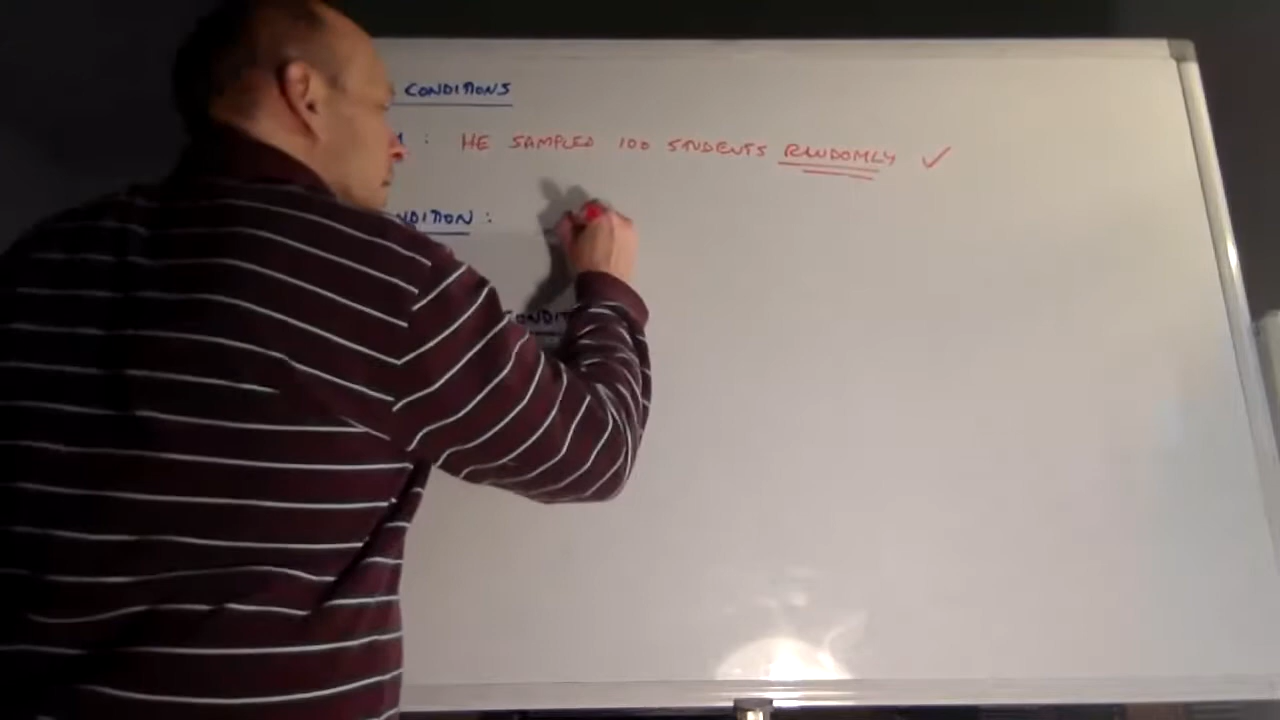 CONDITIONS
: HE SAMPLED 100 STUDENTS RANDOMLY ✓
: